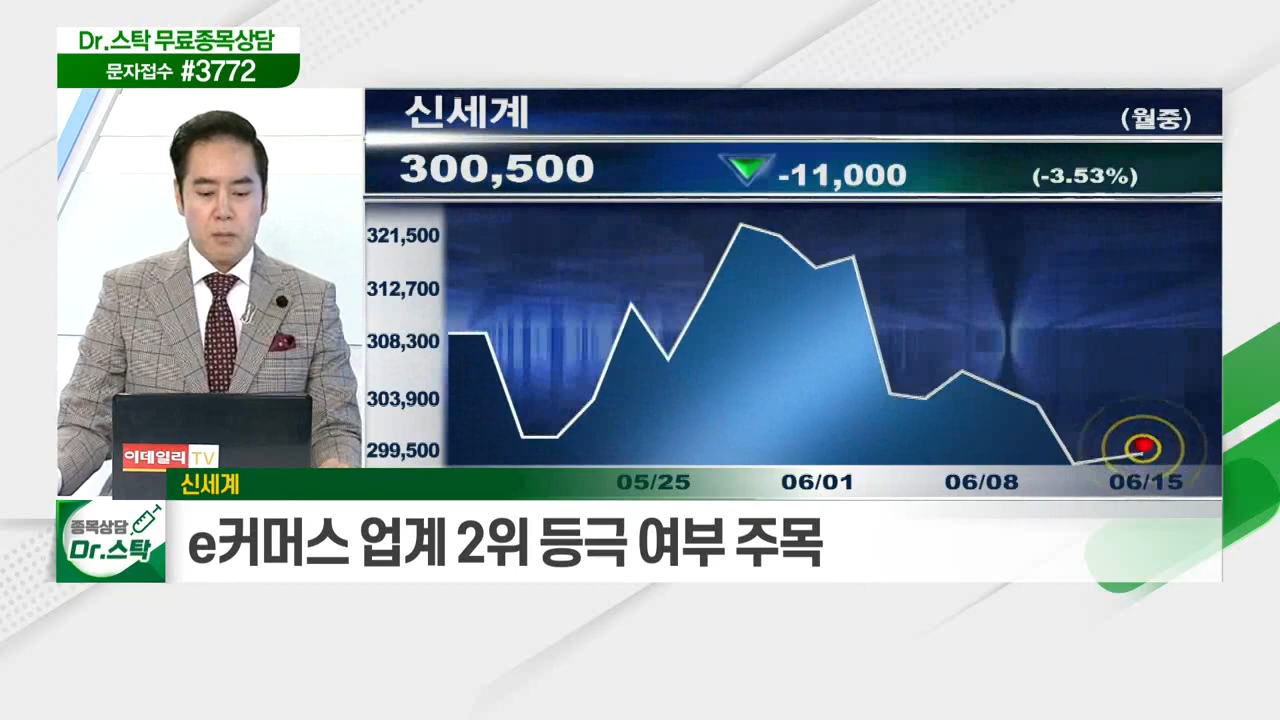 Dr.스탁 무료종목상담
문자접수 #3772
신세계
(월중)
300,500
-11,000
(-3.53%)
321,500
312,700
308,300
303,900
299,500
05/25
06/01
06/08
06/15
이데일리 TV
신세계
종목상담
Dr.스탁
e커머스 업계 2위 등극 여부 주목